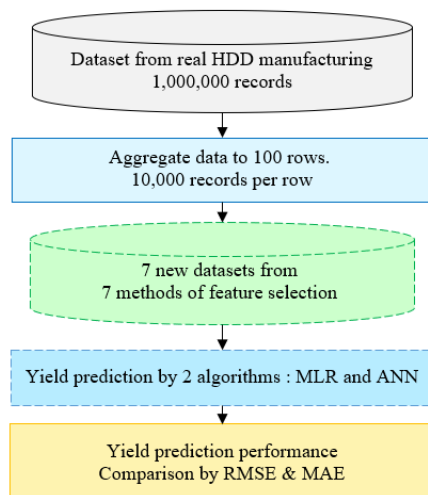 Dataset from real HDD manufacturing
1,000,000 records
Aggregate data to 100 rows.
10,000 records per row
7 new datasets from
7 methods of feature selection
Yield prediction by 2 algorithms : MLR and ANN
Yield prediction performance
Comparison by RMSE & MAE